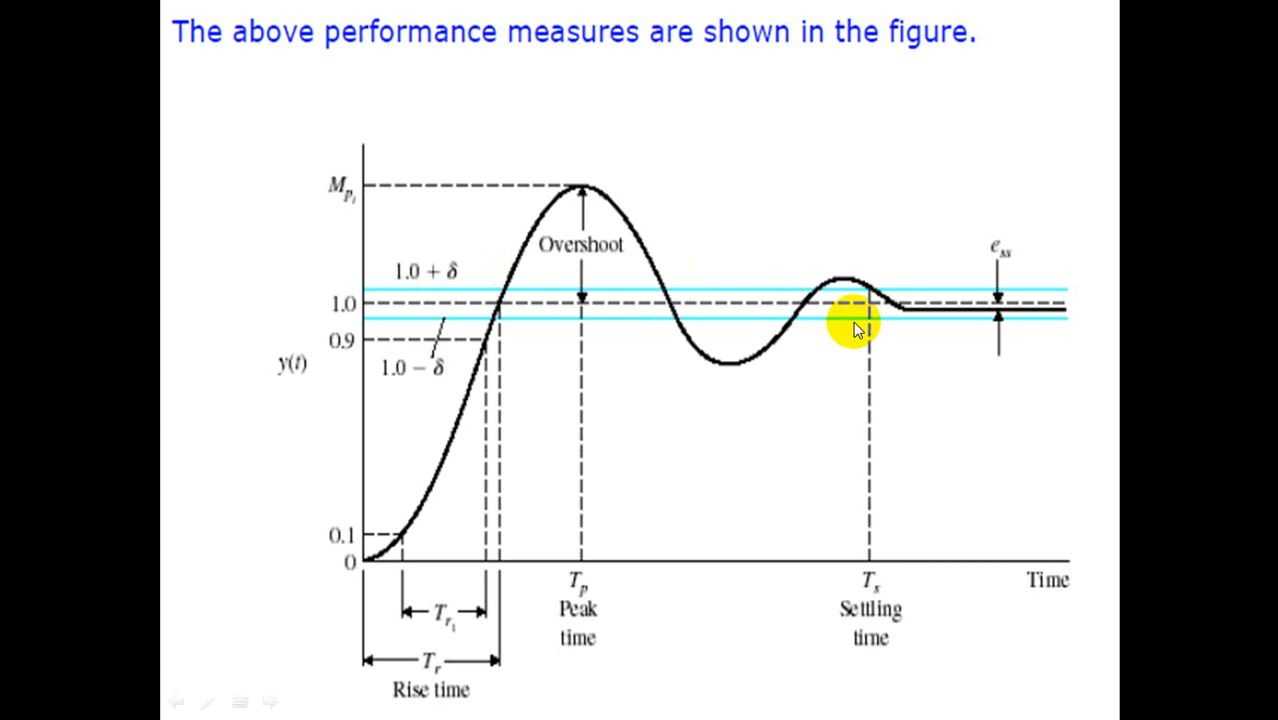 The above performance measures are shown in the figure.
M_{p_t}
Overshoot
e_{ss}
1.0 + δ
1.0
0.9
1.0 − δ
y(t)
0.1
0
T_p
T_s
Time
T_{r_1}
Peak
time
Settling
time
T_r
Rise time